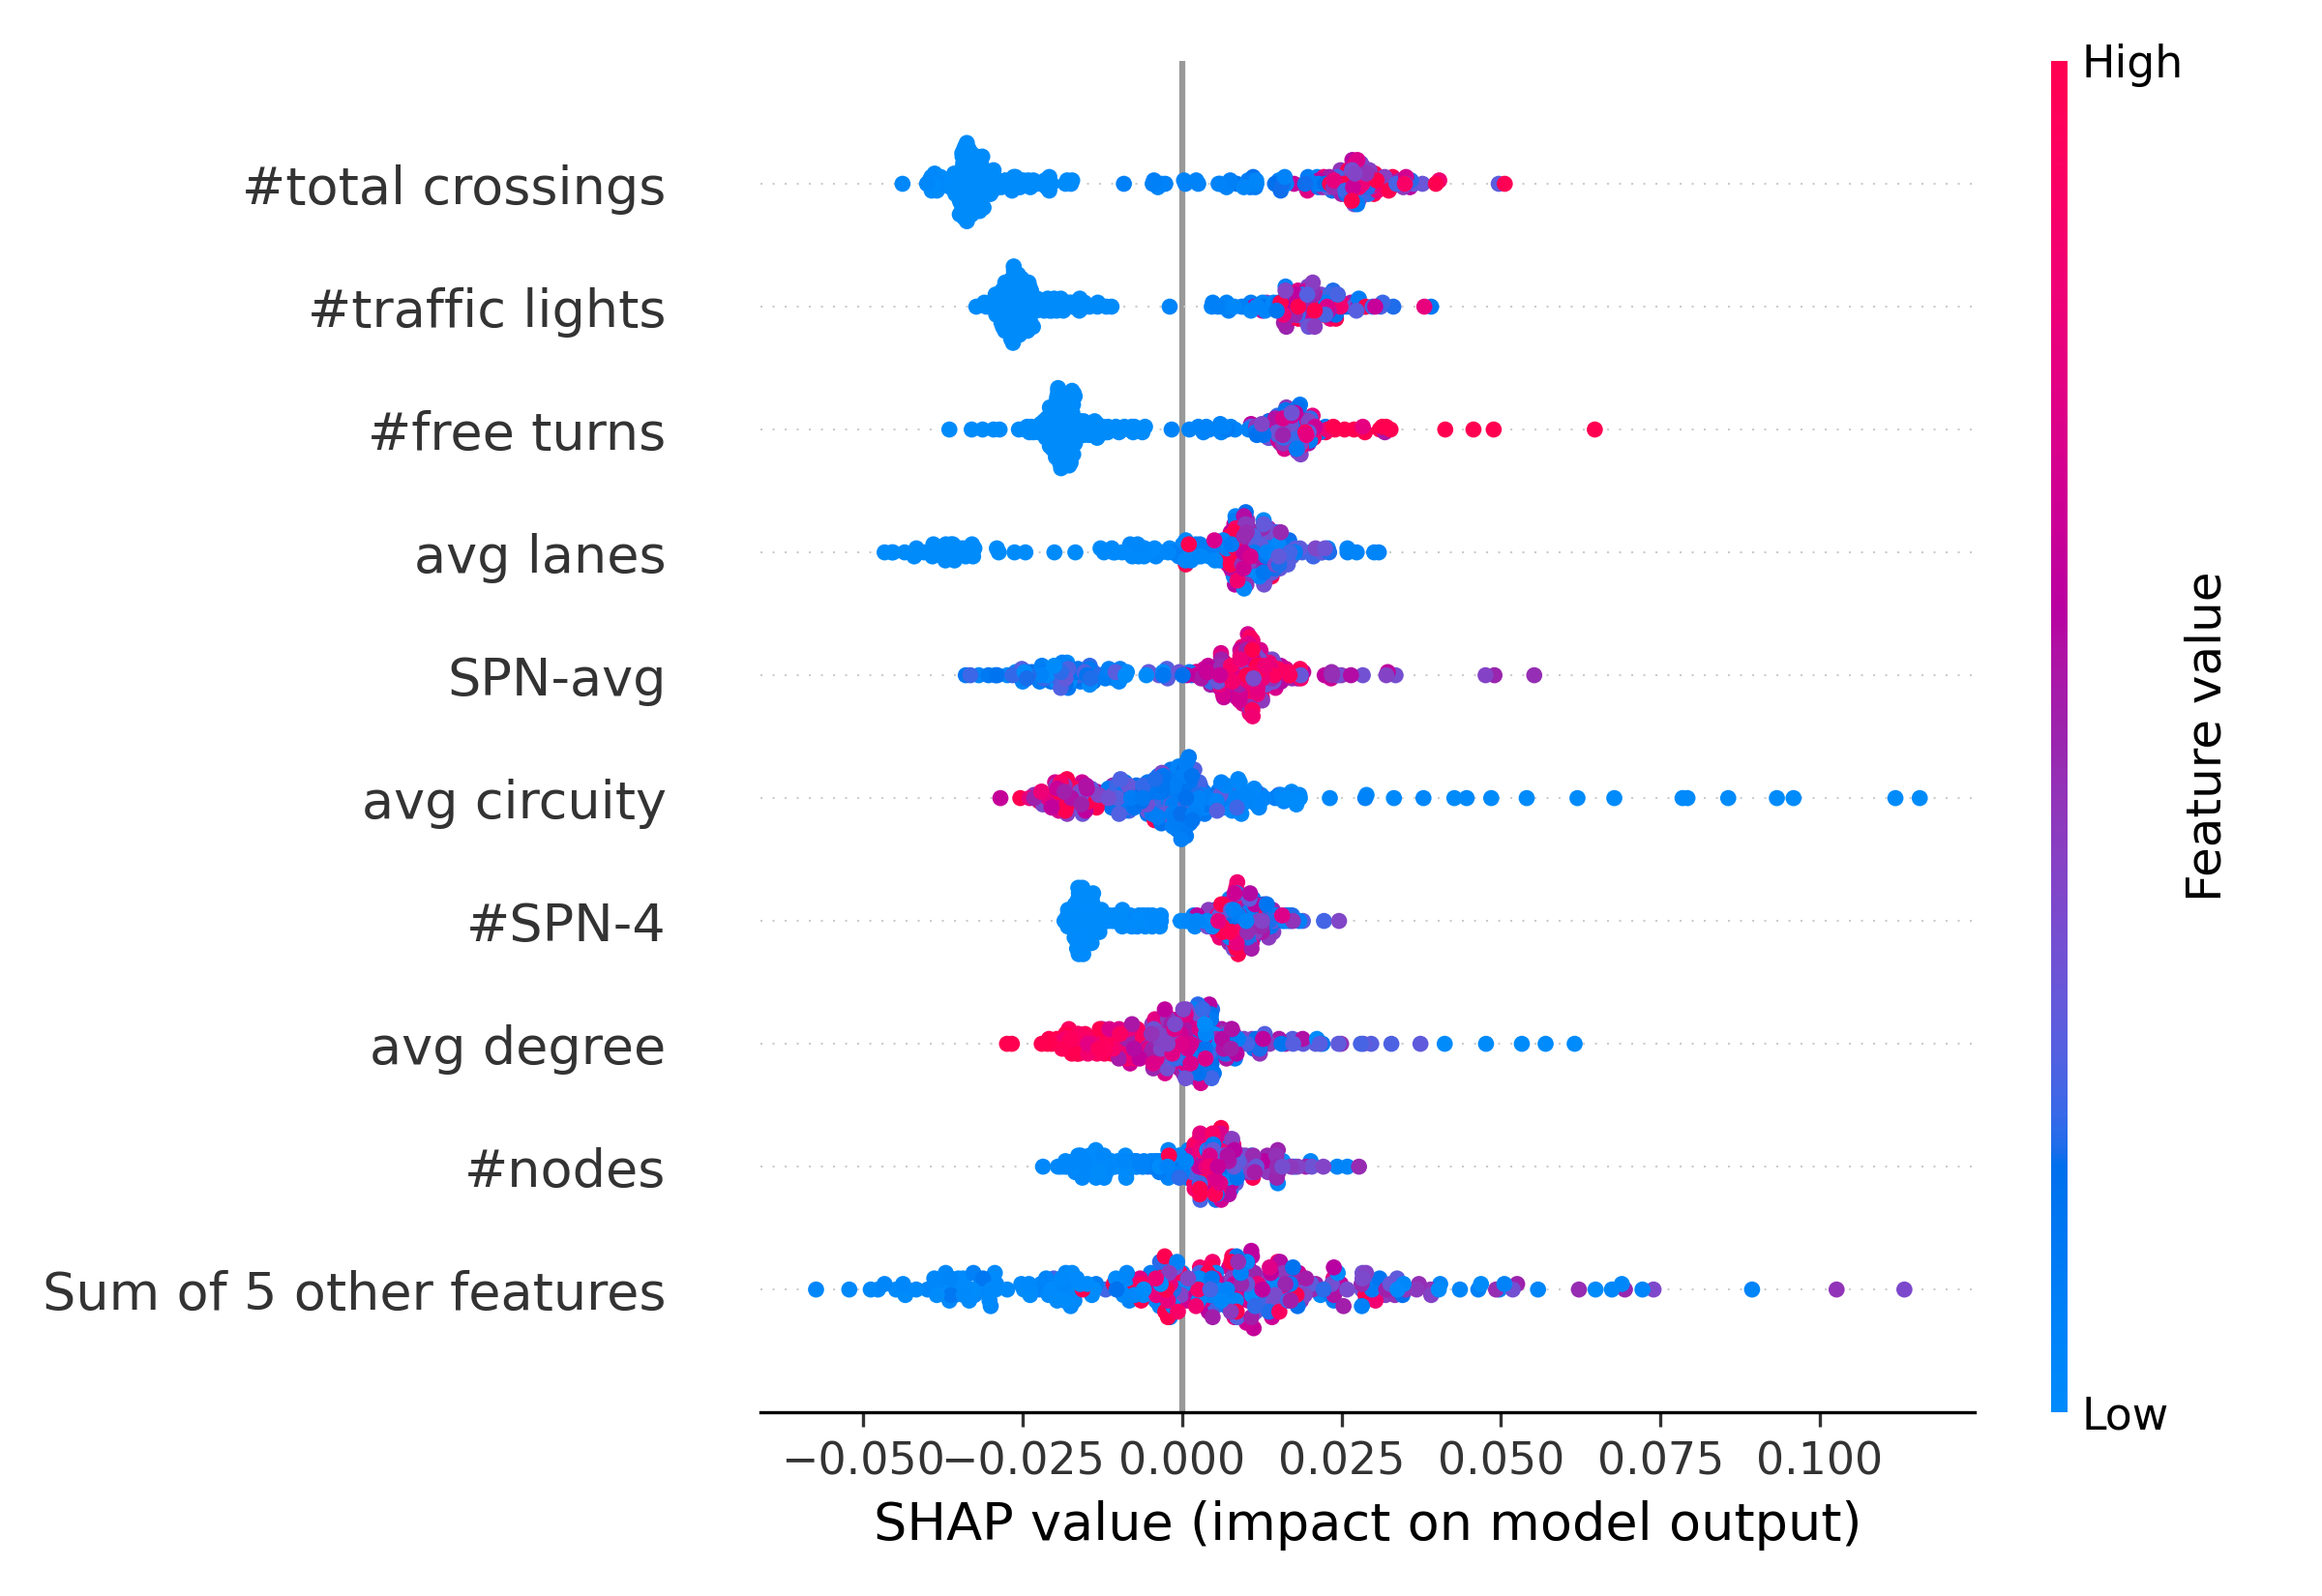 High
#total crossings
#traffic lights
#free turns
avg lanes
SPN-avg
avg circuity
#SPN-4
avg degree
#nodes
Sum of 5 other features
Feature value
Low
−0.050 −0.025 0.000 0.025 0.050 0.075 0.100
SHAP value (impact on model output)